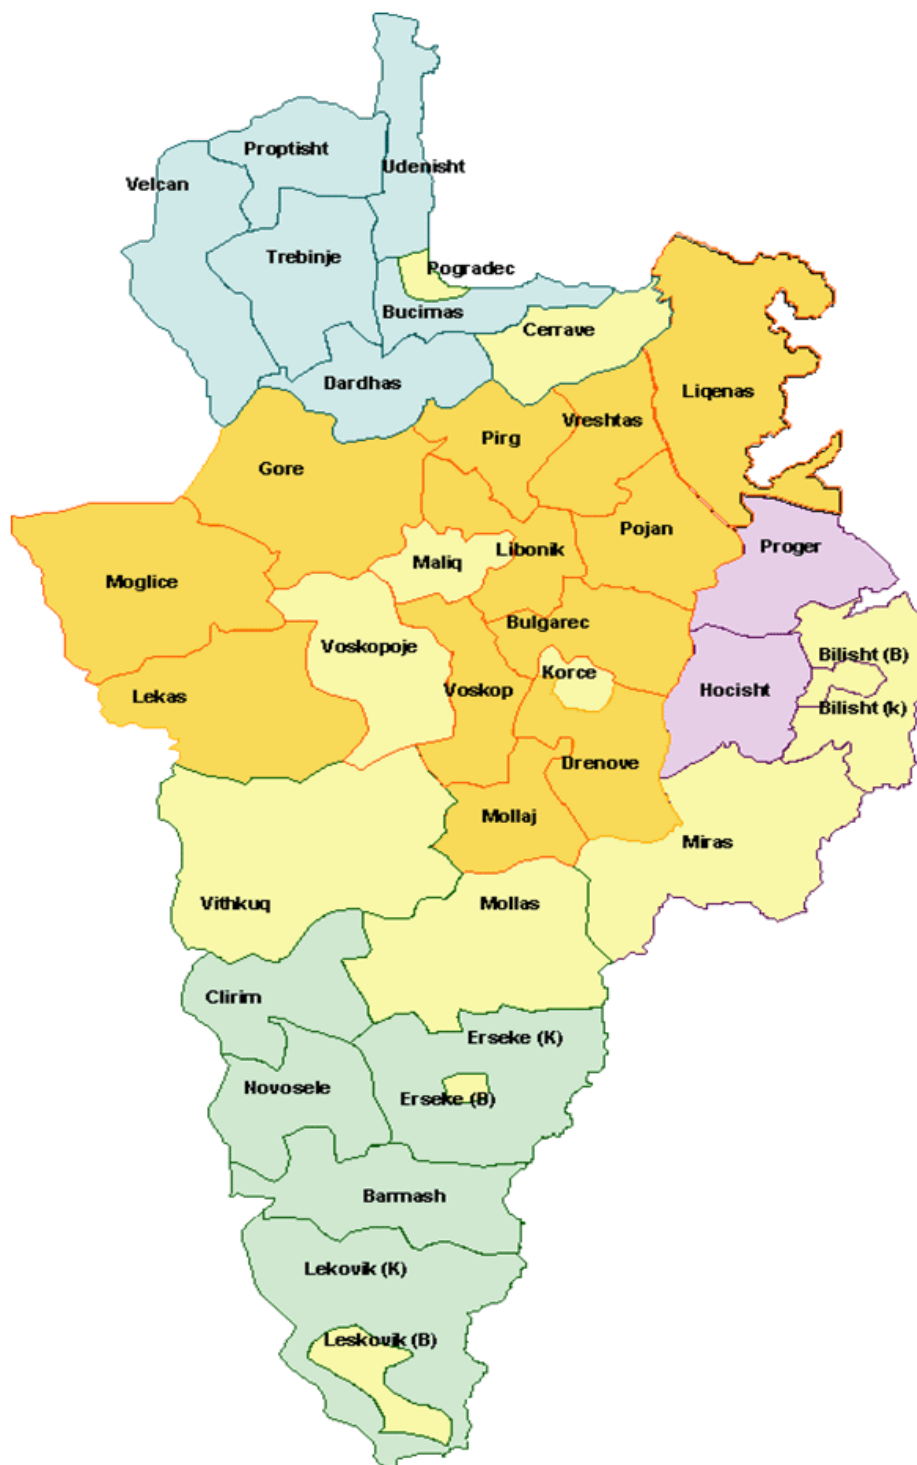 Proptisht
Udenisht
Velcan
Trebinje
Pogradec
Bucimas
Cerrave
Dardhas
Liqenas
Vreshtas
Pirg
Gore
Pojan
Proger
Libonik
Maliq
Moglice
Bulgarec
Voskopoje
Bilisht (B)
Korce
Voskop
Hocisht
Lekas
Bilisht (k)
Drenove
Mollaj
Miras
Vithkuq
Mollas
Clirim
Erseke (K)
Novosele
Erseke (B)
Barmash
Lekovik (K)
Leskovik (B)